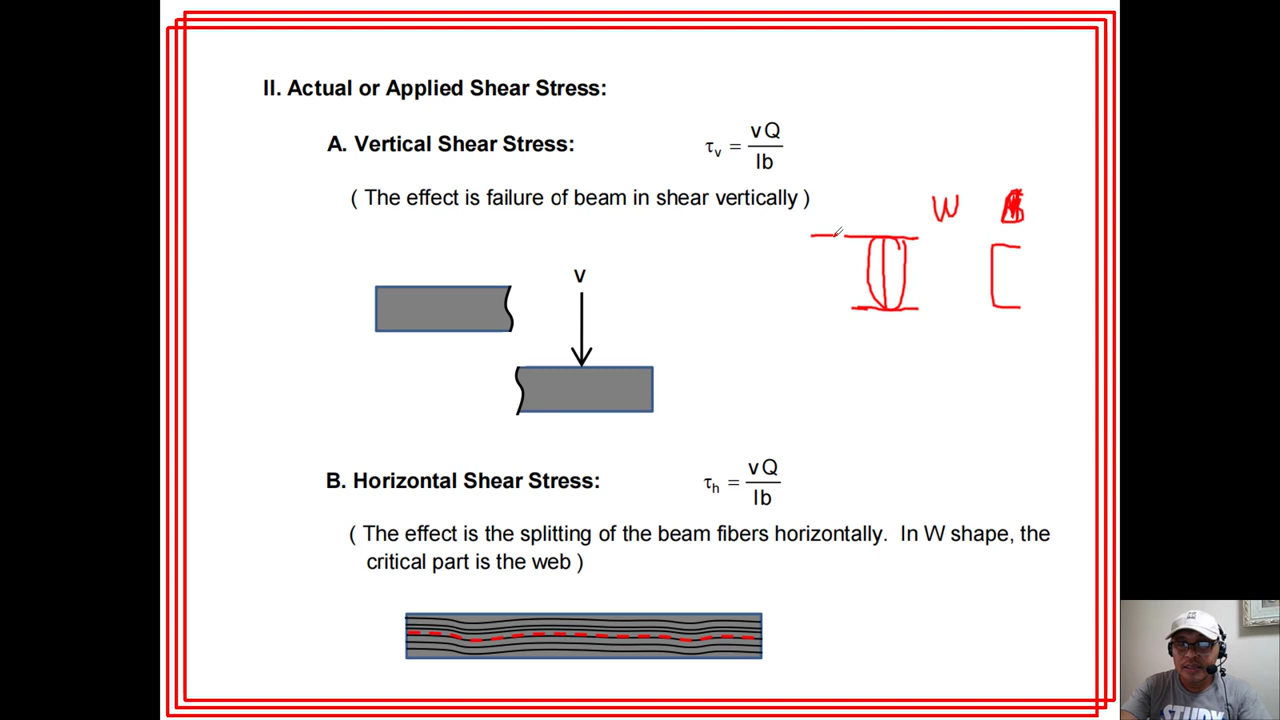 II. Actual or Applied Shear Stress:
A. Vertical Shear Stress:
τv = vQ / Ib
( The effect is failure of beam in shear vertically )
W
v
B. Horizontal Shear Stress:
τh = vQ / Ib
( The effect is the splitting of the beam fibers horizontally. In W shape, the
critical part is the web )
STUDY